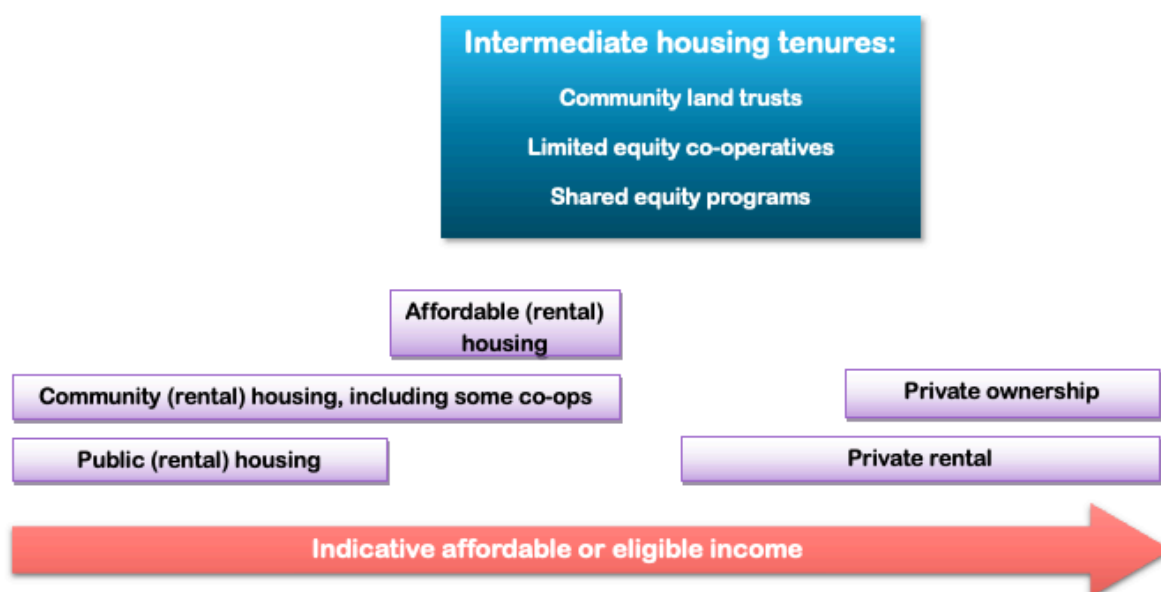 Intermediate housing tenures:
Community land trusts
Limited equity co-operatives
Shared equity programs
Affordable (rental)
housing
Community (rental) housing, including some co-ops
Private ownership
Public (rental) housing
Private rental
Indicative affordable or eligible income